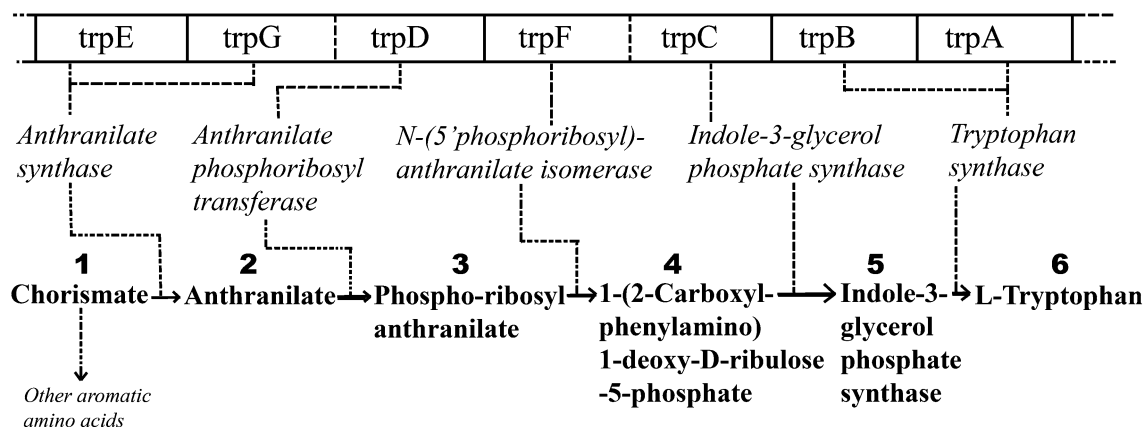 trpE trpG trpD trpF trpC trpB trpA
Anthranilate
synthase
Anthranilate
phosphoribosyl
transferase
N-(5'phosphoribosyl)-
anthranilate isomerase
Indole-3-glycerol
phosphate synthase
Tryptophan
synthase
1 2 3 4 5 6
Chorismate
Anthranilate
Phospho-ribosyl
anthranilate
1-(2-Carboxyl-
phenylamino)
1-deoxy-D-ribulose
-5-phosphate
Indole-3-
glycerol
phosphate
synthase
L-Tryptophan
Other aromatic
amino acids